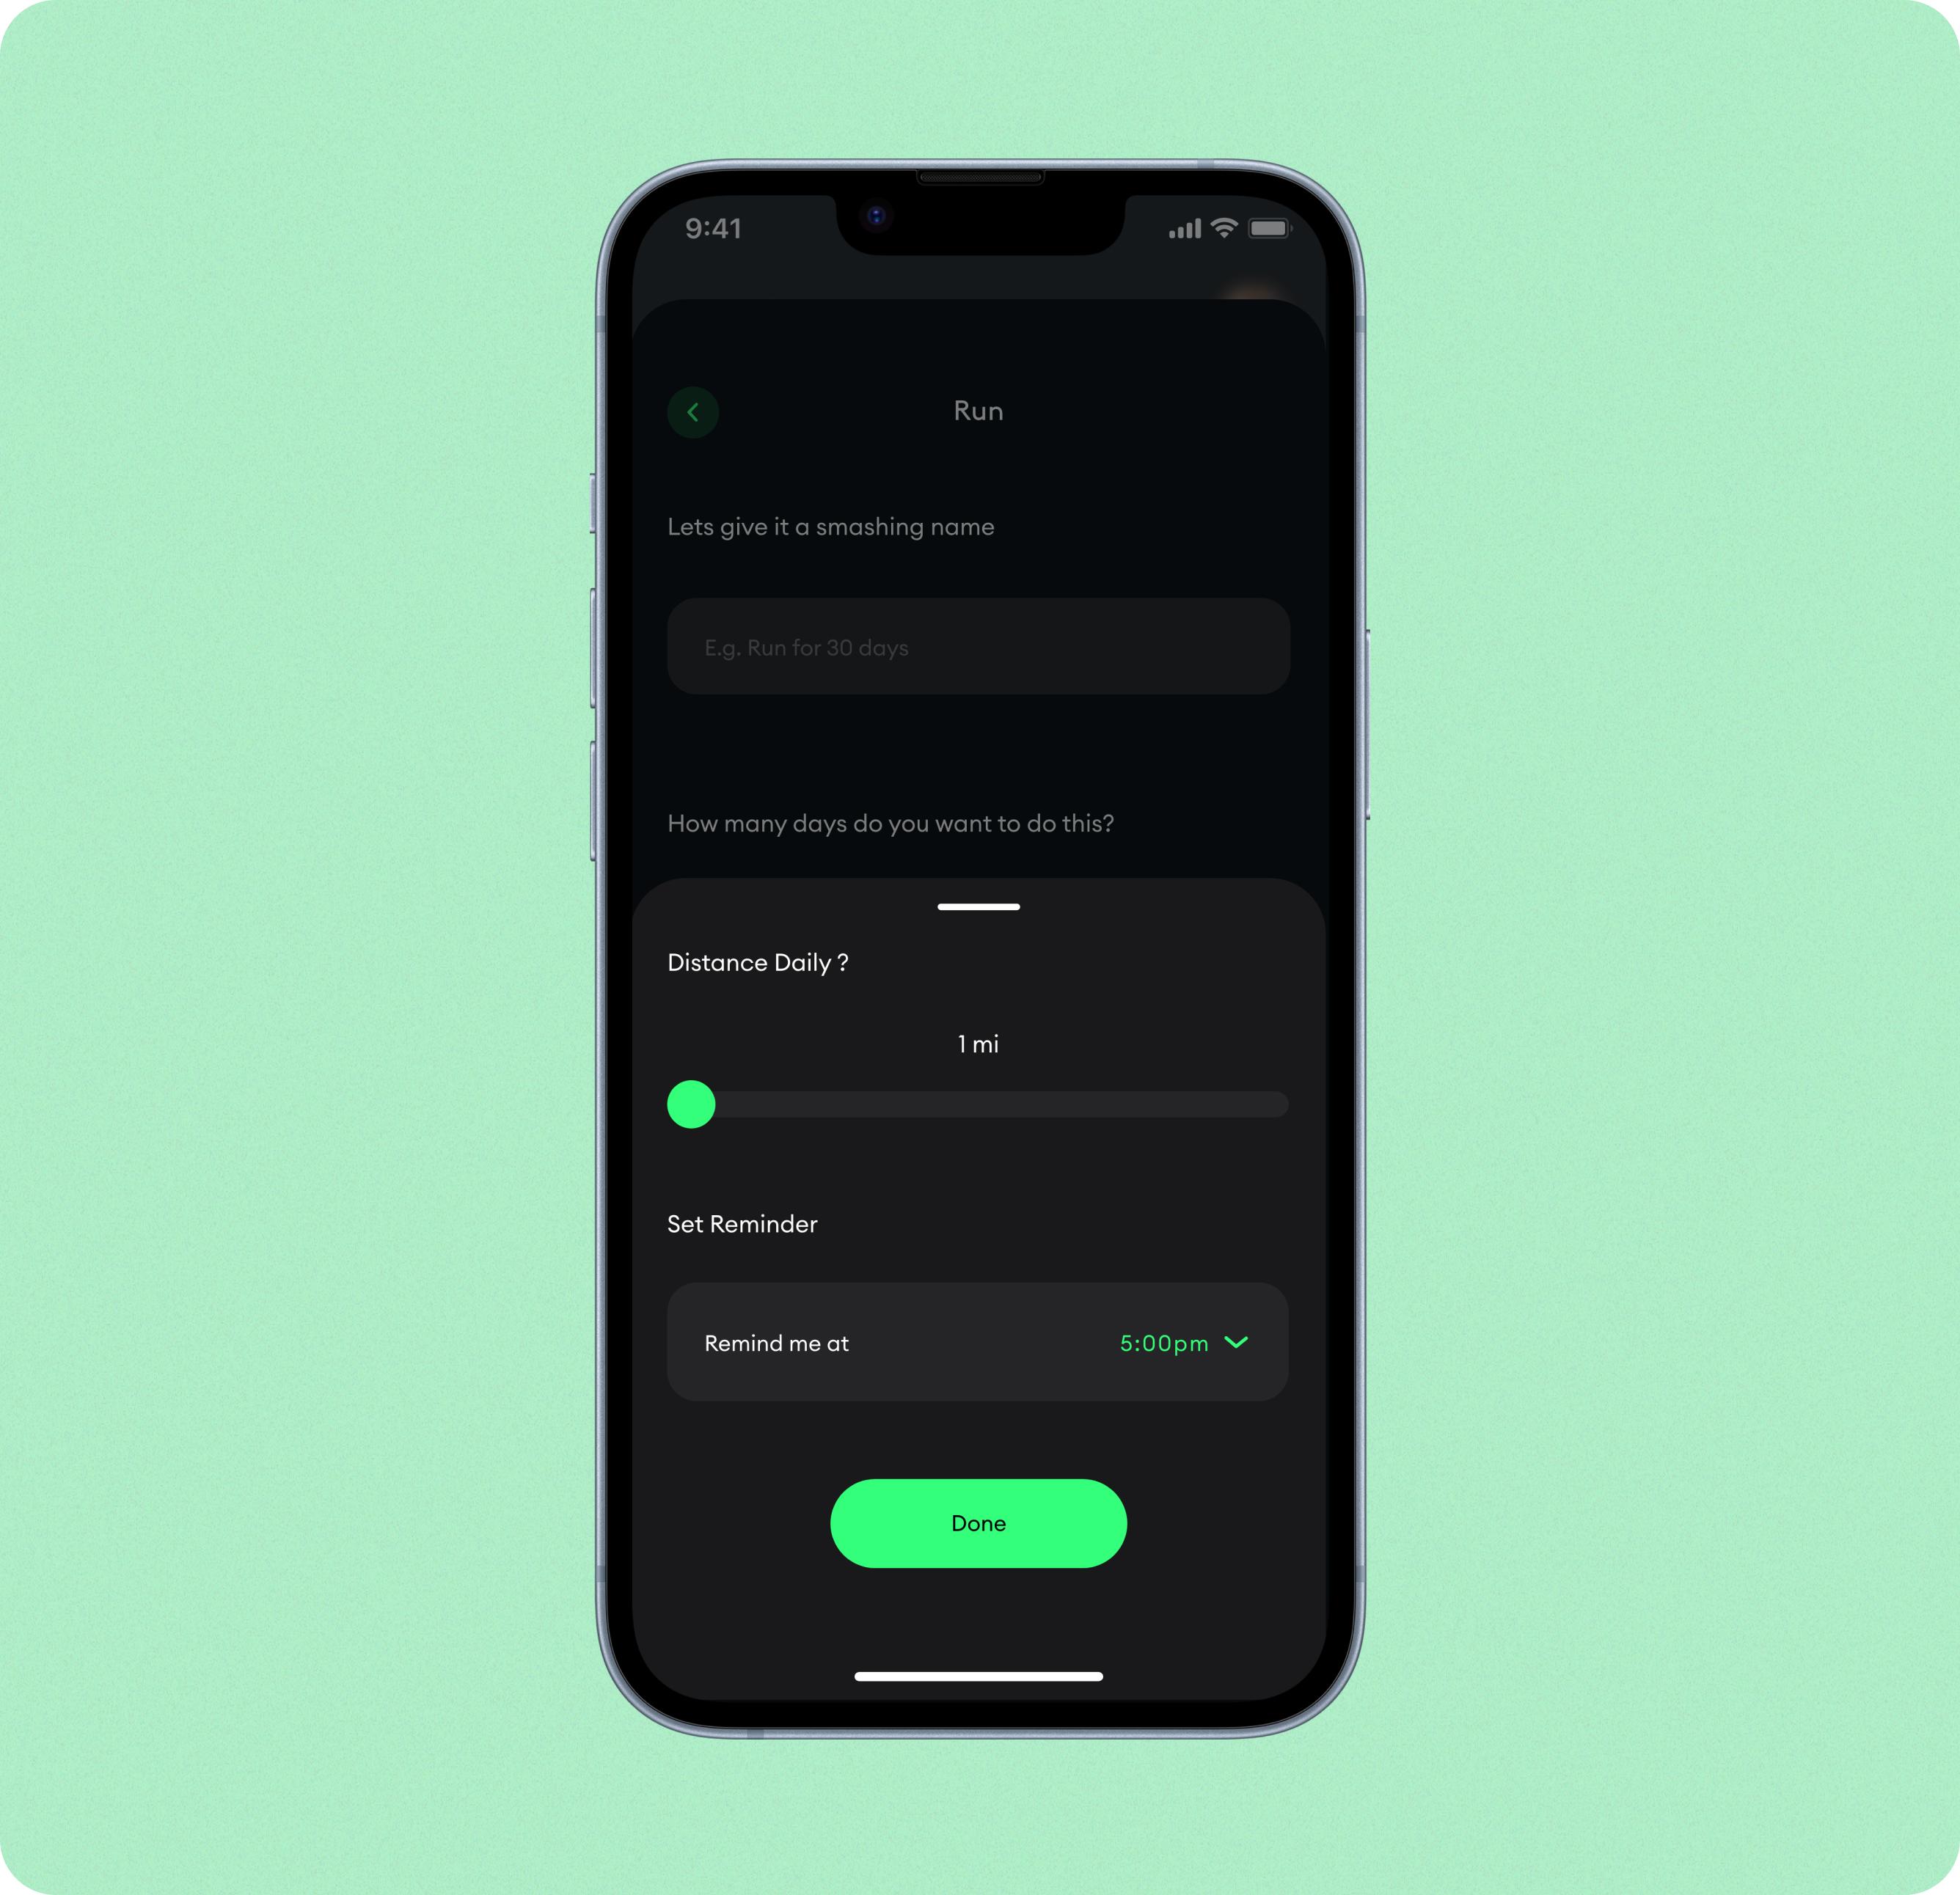 9:41
Run
Lets give it a smashing name
E.g. Run for 30 days
How many days do you want to do this?
Distance Daily ?
1 mi
Set Reminder
Remind me at 5:00pm
Done